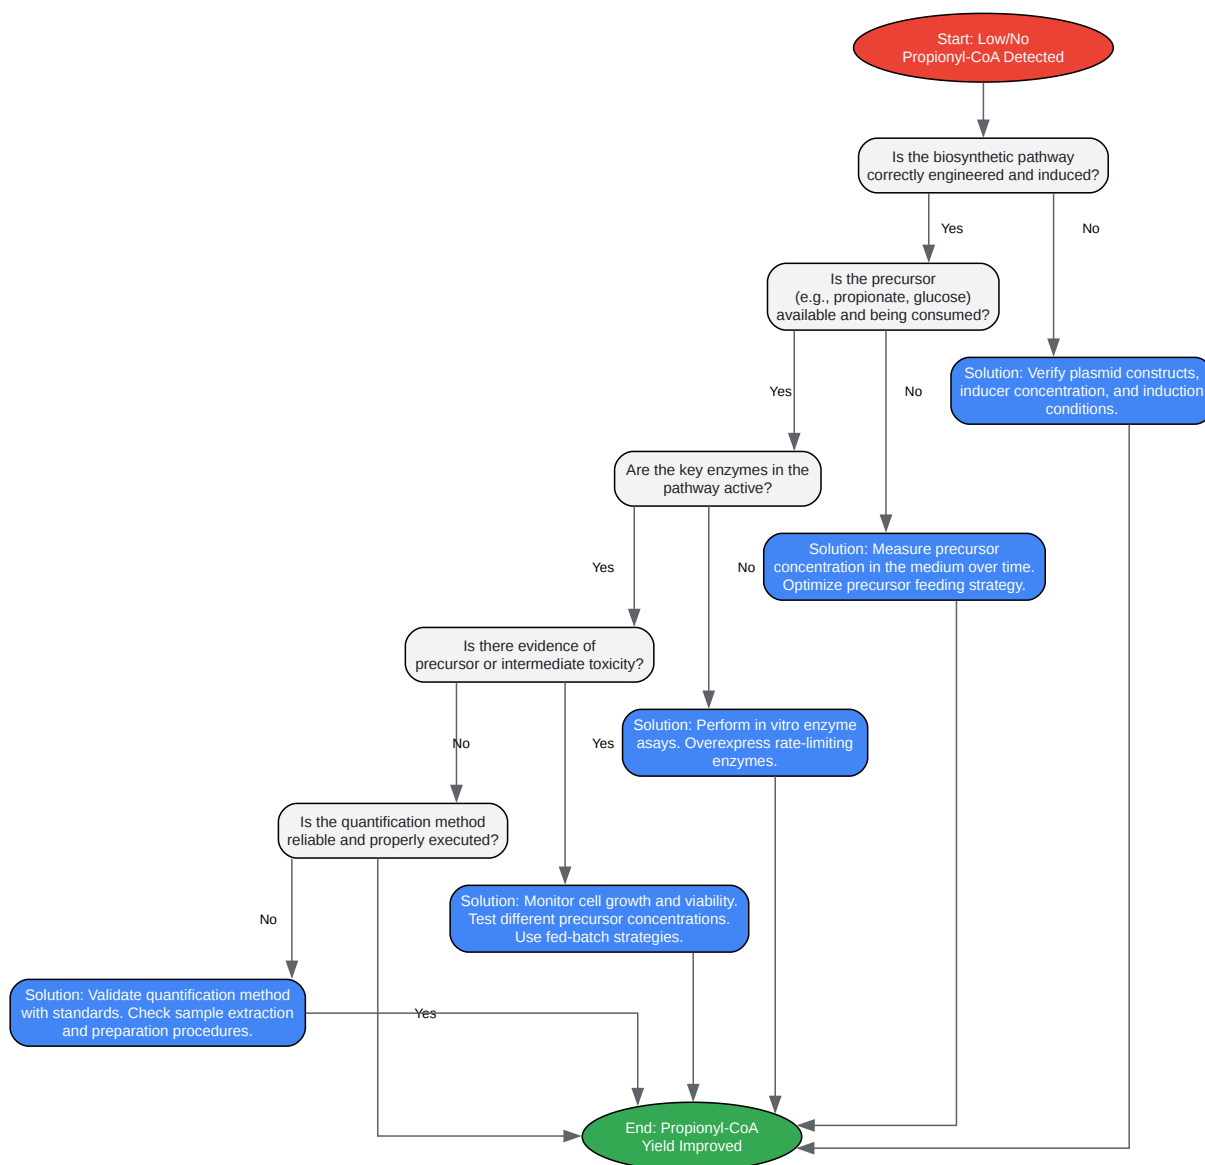 Start: Low/No
Propionyl-CoA Detected
Is the biosynthetic pathway
correctly engineered and induced?
Yes
No
Is the precursor
(e.g., propionate, glucose)
available and being consumed?
Yes
No
Solution: Verify plasmid constructs,
inducer concentration, and induction
conditions.
Are the key enzymes in the
pathway active?
Yes
No
Solution: Measure precursor
concentration in the medium over time.
Optimize precursor feeding strategy.
Is there evidence of
precursor or intermediate toxicity?
No
Yes
Solution: Perform in vitro enzyme
asays. Overexpress rate-limiting
enzymes.
Is the quantification method
reliable and properly executed?
No
Solution: Monitor cell growth and viability.
Test different precursor concentrations.
Use fed-batch strategies.
Solution: Validate quantification method
with standards. Check sample extraction
and preparation procedures.
Yes
End: Propionyl-CoA
Yield Improved